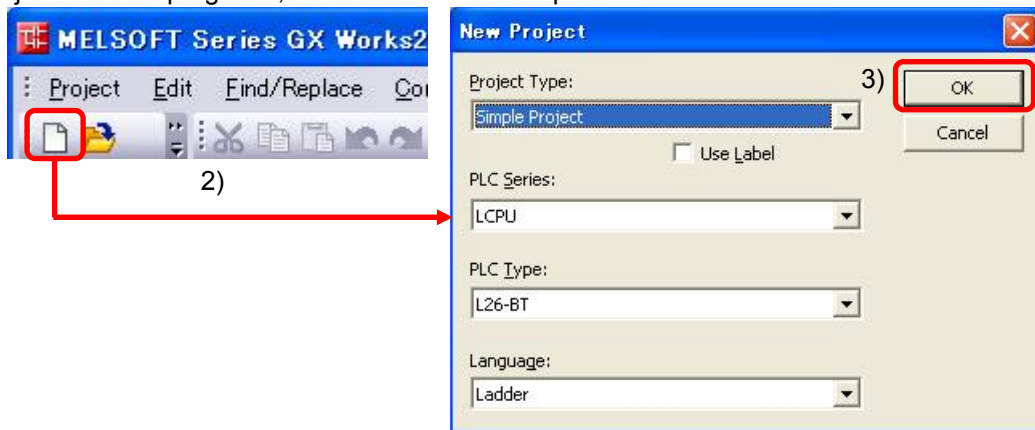 MELSOFT Series GX Works2
Project Edit Find/Replace
2)
New Project
Project Type:
3)
OK
Simple Project
Cancel
Use Label
PLC Series:
LCPU
PLC Type:
L26-BT
Language:
Ladder